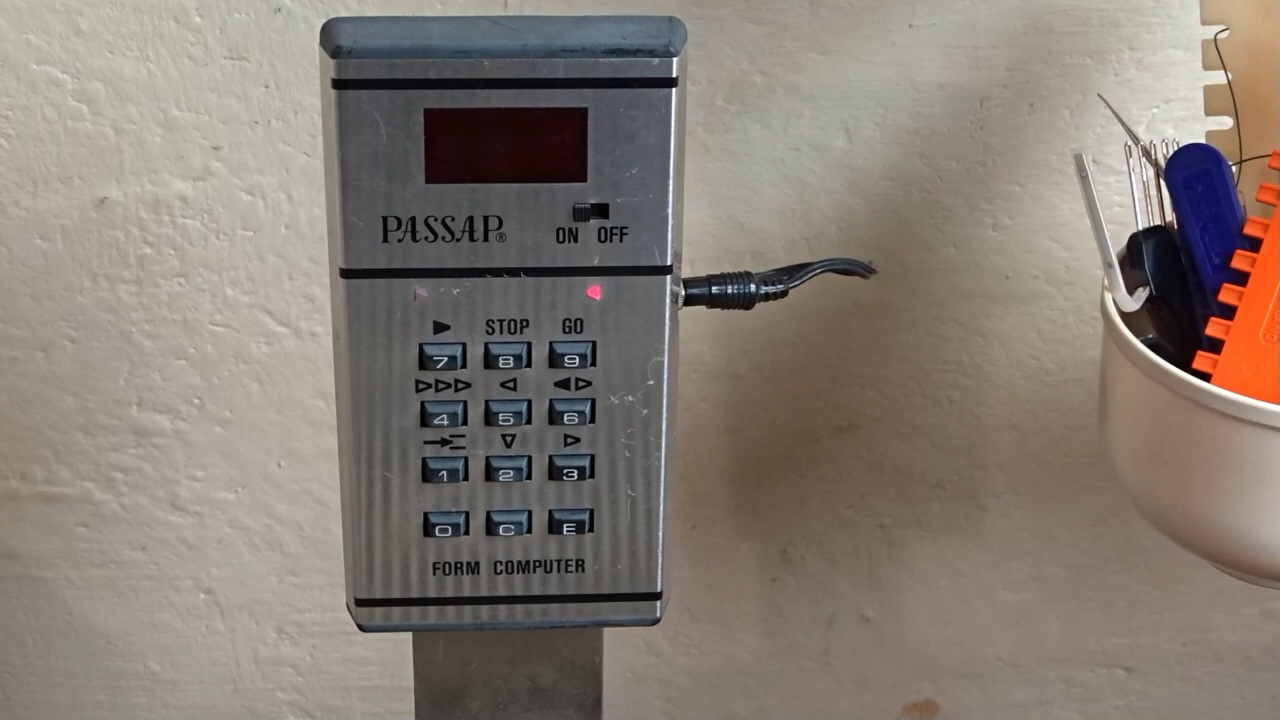 PASSAP®
ON OFF
STOP GO
7 8 9
4 5 6
1 2 3
0 C E
FORM COMPUTER